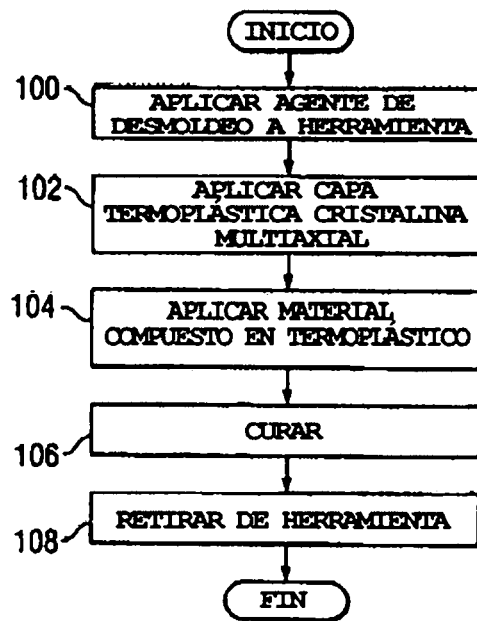 INICIO
100
APLICAR AGENTE DE
DESMOLDEO A HERRAMIENTA
102
APLICAR CAPA
TERMOPLÁSTICA CRISTALINA
MULTIAXIAL
104
APLICAR MATERIAL
COMPUESTO EN TERMOPLÁSTICO
106
CURAR
108
RETIRAR DE HERRAMIENTA
FIN